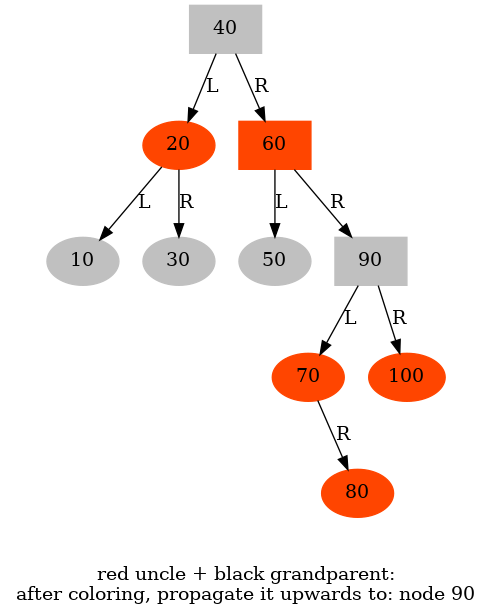 40
L
R
20
60
L
R
L
R
10
30
50
90
L
R
70
100
R
80
red uncle + black grandparent:
after coloring, propagate it upwards to: node 90